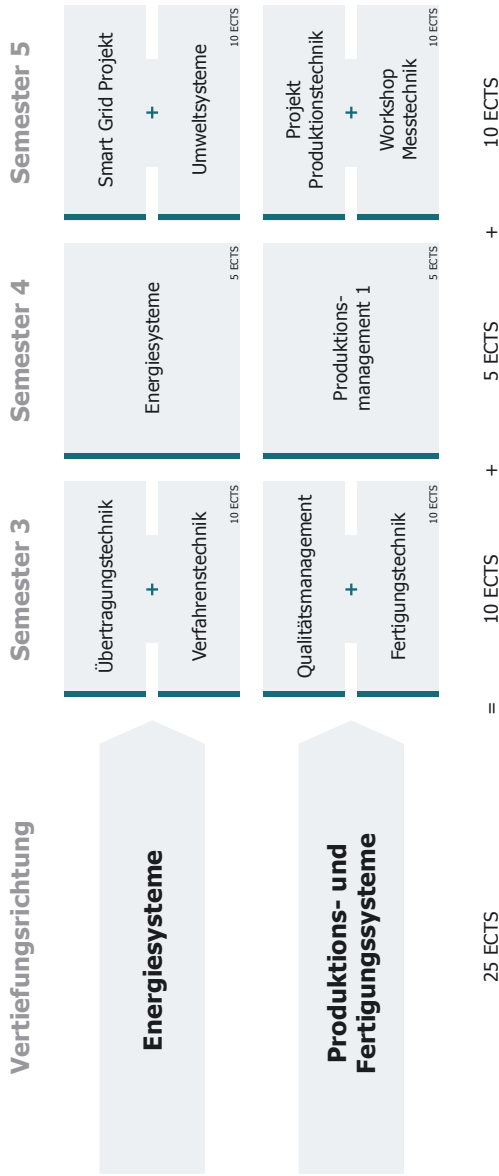 Vertiefungsrichtung
Semester 3
Semester 4
Semester 5
Energiesysteme
Übertragungstechnik
+
Verfahrenstechnik
10 ECTS
Energiesysteme
5 ECTS
Smart Grid Projekt
+
Umweltsysteme
10 ECTS
Produktions- und
Fertigungssysteme
Qualitätsmanagement
+
Fertigungstechnik
10 ECTS
Produktions-
management 1
5 ECTS
Projekt
Produktionstechnik
+
Workshop
Messtechnik
10 ECTS
25 ECTS = 10 ECTS + 5 ECTS + 10 ECTS